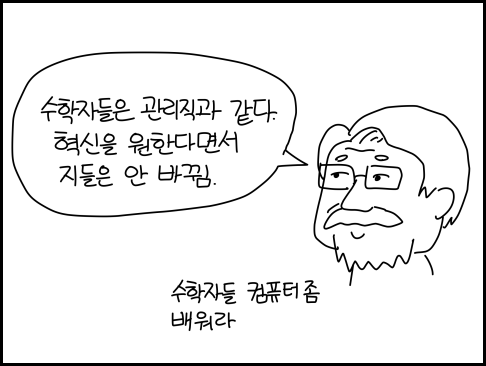 수학자들은 관리직과 같다.
혁신을 원한다면서
지들은 안 바뀜.
수학자들 컴퓨터 좀
배워라